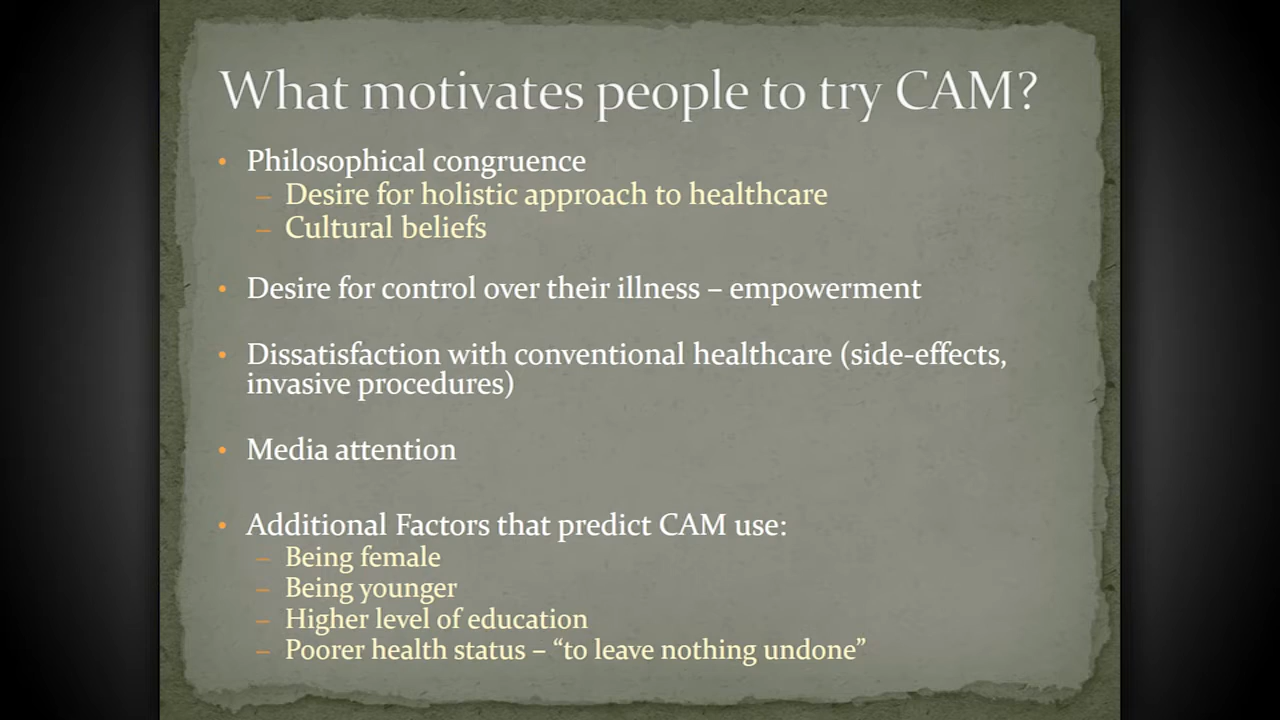 What motivates people to try CAM?
• Philosophical congruence
– Desire for holistic approach to healthcare
– Cultural beliefs
• Desire for control over their illness – empowerment
• Dissatisfaction with conventional healthcare (side-effects,
invasive procedures)
• Media attention
• Additional Factors that predict CAM use:
– Being female
– Being younger
– Higher level of education
– Poorer health status – “to leave nothing undone”